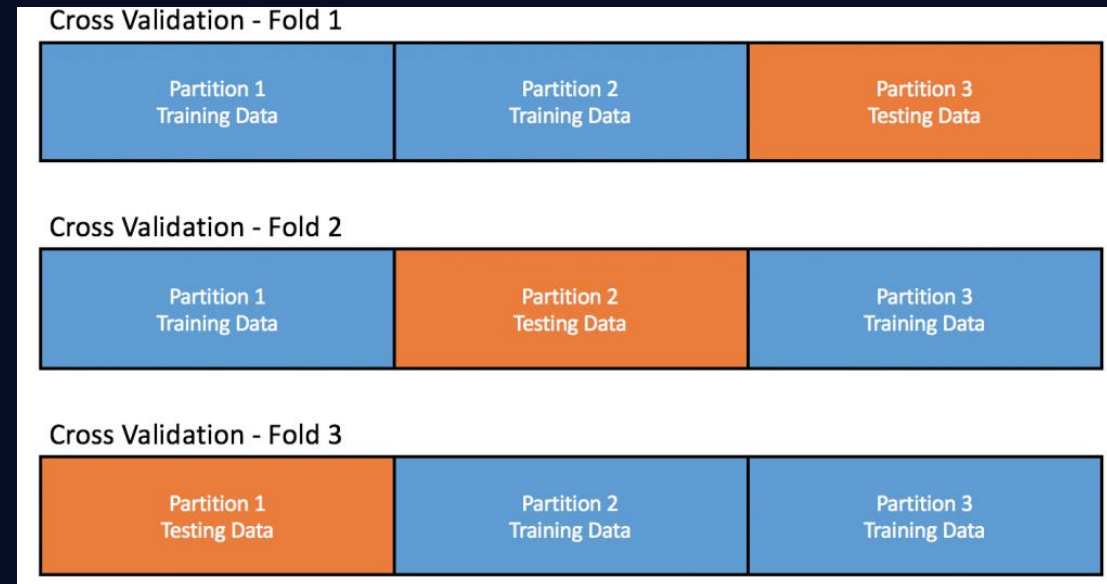 Cross Validation - Fold 1
Partition 1
Training Data
Partition 2
Training Data
Partition 3
Testing Data
Cross Validation - Fold 2
Partition 1
Training Data
Partition 2
Testing Data
Partition 3
Training Data
Cross Validation - Fold 3
Partition 1
Testing Data
Partition 2
Training Data
Partition 3
Training Data